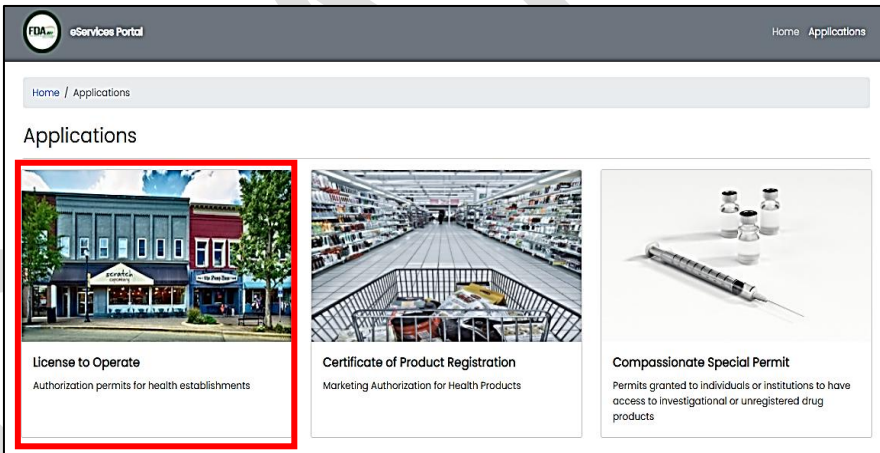 FDA
eServices Portal
Home Applications
Home / Applications
Applications
scratch
License to Operate
Authorization permits for health establishments
Certificate of Product Registration
Marketing Authorization for Health Products
Compassionate Special Permit
Permits granted to individuals or institutions to have
access to investigational or unregistered drug
products